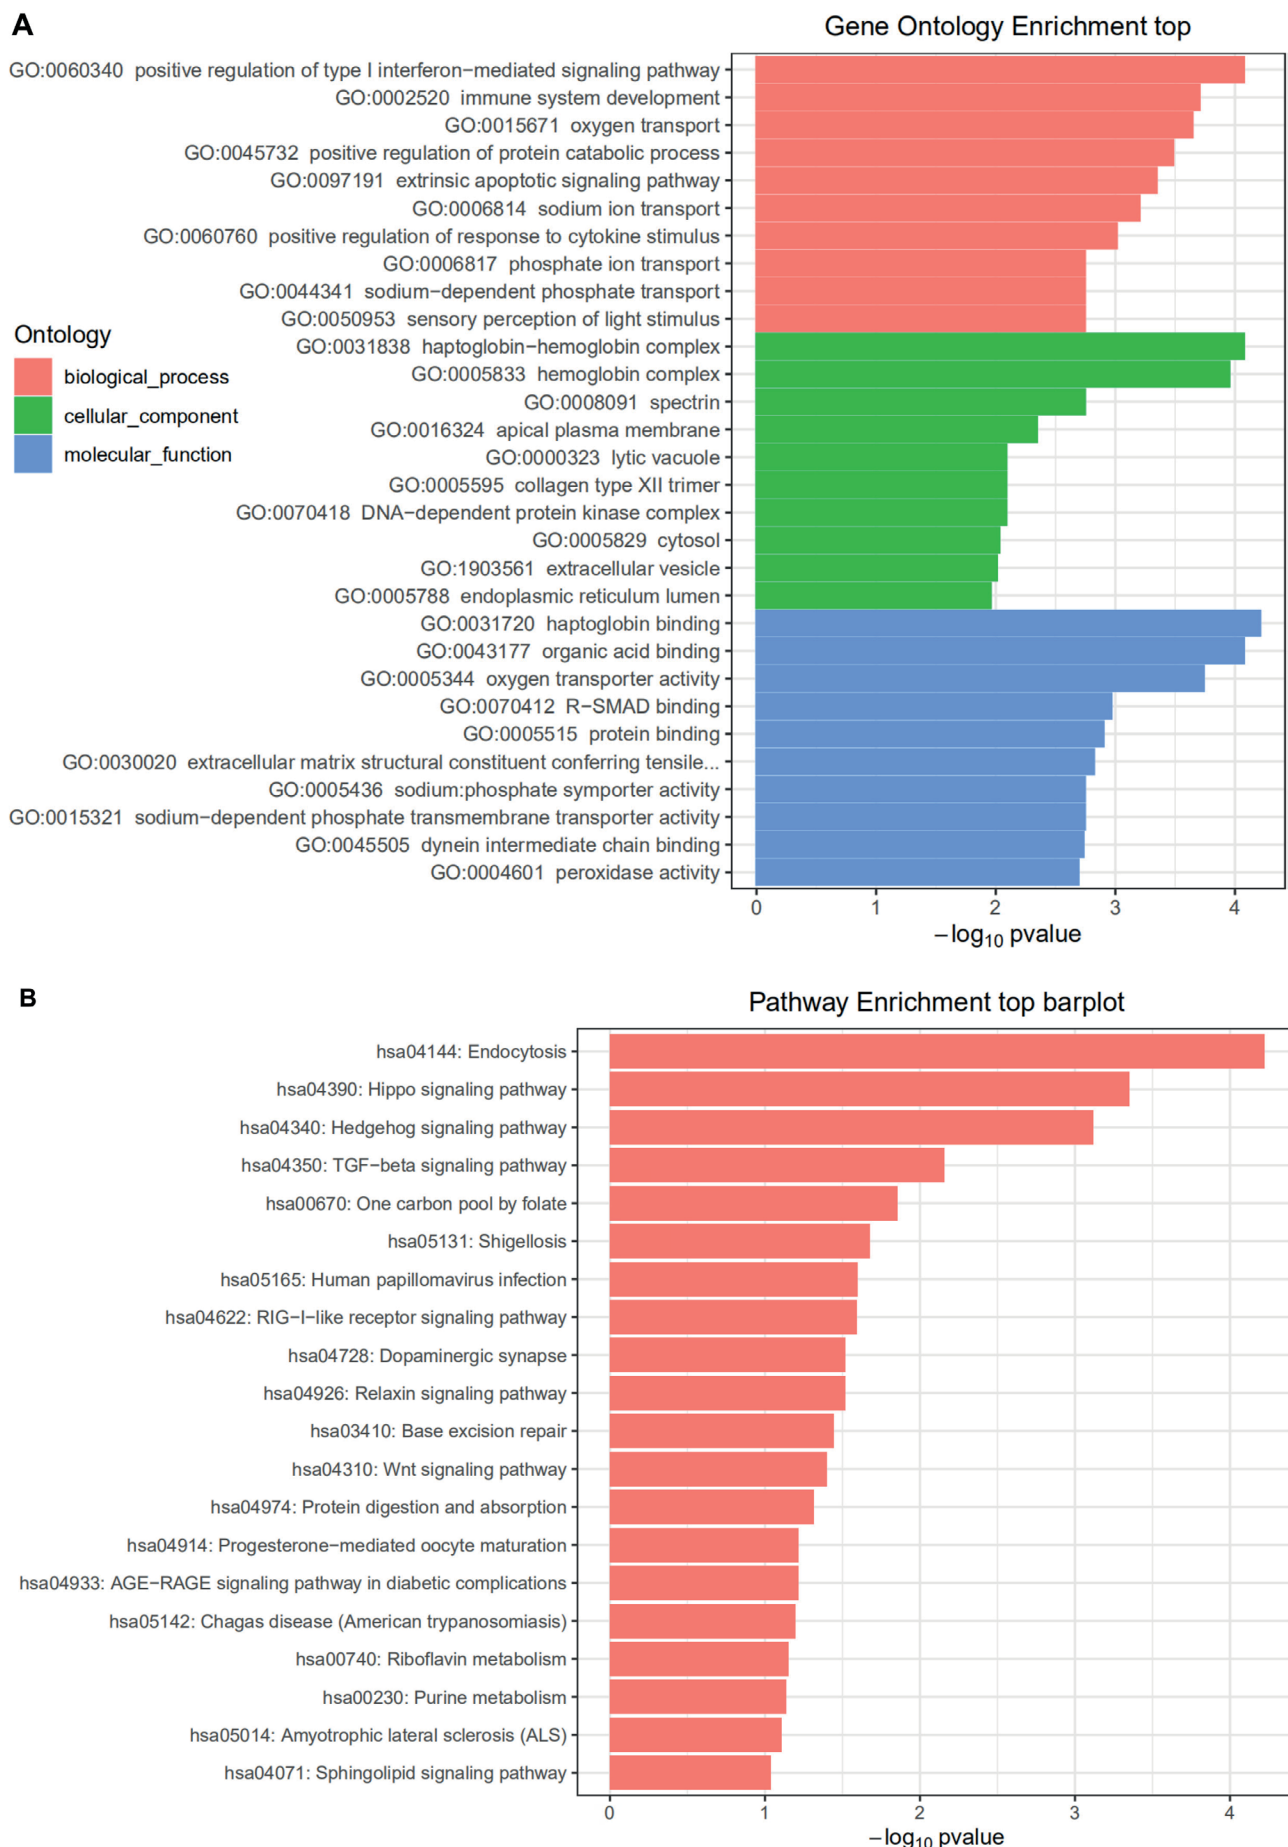 A
Gene Ontology Enrichment top
GO:0060340 positive regulation of type I interferon−mediated signaling pathway
GO:0002520 immune system development
GO:0015671 oxygen transport
GO:0045732 positive regulation of protein catabolic process
GO:0097191 extrinsic apoptotic signaling pathway
GO:0006814 sodium ion transport
GO:0060760 positive regulation of response to cytokine stimulus
GO:0006817 phosphate ion transport
GO:0044341 sodium−dependent phosphate transport
GO:0050953 sensory perception of light stimulus
GO:0031838 haptoglobin−hemoglobin complex
GO:0005833 hemoglobin complex
GO:0008091 spectrin
GO:0016324 apical plasma membrane
GO:0000323 lytic vacuole
GO:0005595 collagen type XII trimer
GO:0070418 DNA−dependent protein kinase complex
GO:0005829 cytosol
GO:1903561 extracellular vesicle
GO:0005788 endoplasmic reticulum lumen
GO:0031720 haptoglobin binding
GO:0043177 organic acid binding
GO:0005344 oxygen transporter activity
GO:0070412 R−SMAD binding
GO:0005515 protein binding
GO:0030020 extracellular matrix structural constituent conferring tensile...
GO:0005436 sodium:phosphate symporter activity
GO:0015321 sodium−dependent phosphate transmembrane transporter activity
GO:0045505 dynein intermediate chain binding
GO:0004601 peroxidase activity
Ontology
biological_process
cellular_component
molecular_function
0 1 2 3 4
−log10 pvalue
B
Pathway Enrichment top barplot
hsa04144: Endocytosis
hsa04390: Hippo signaling pathway
hsa04340: Hedgehog signaling pathway
hsa04350: TGF−beta signaling pathway
hsa00670: One carbon pool by folate
hsa05131: Shigellosis
hsa05165: Human papillomavirus infection
hsa04622: RIG−I−like receptor signaling pathway
hsa04728: Dopaminergic synapse
hsa04926: Relaxin signaling pathway
hsa03410: Base excision repair
hsa04310: Wnt signaling pathway
hsa04974: Protein digestion and absorption
hsa04914: Progesterone−mediated oocyte maturation
hsa04933: AGE−RAGE signaling pathway in diabetic complications
hsa05142: Chagas disease (American trypanosomiasis)
hsa00740: Riboflavin metabolism
hsa00230: Purine metabolism
hsa05014: Amyotrophic lateral sclerosis (ALS)
hsa04071: Sphingolipid signaling pathway
0 1 2 3 4
−log10 pvalue